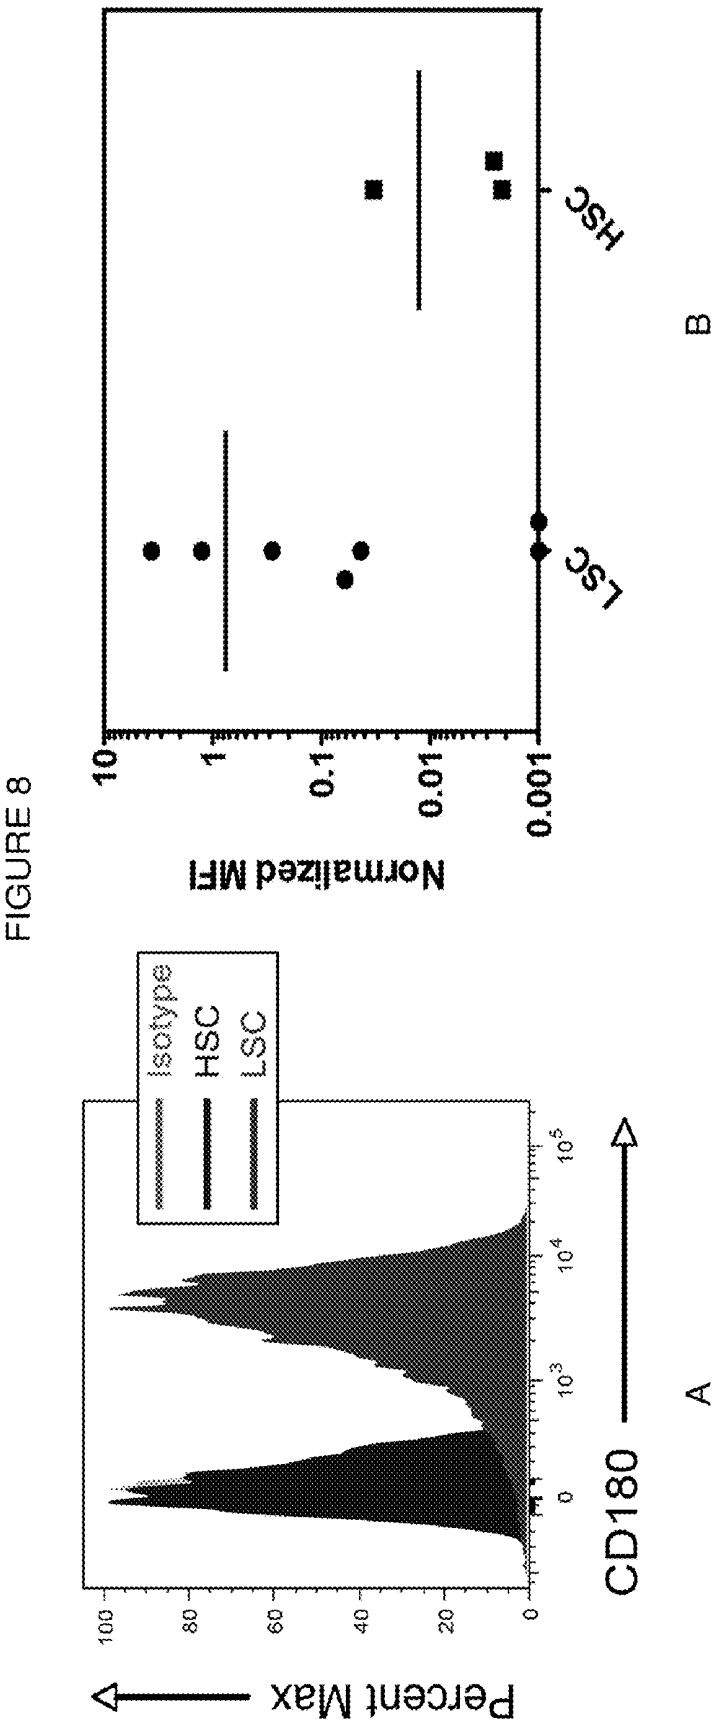 FIGURE 8
Percent Max
100
80
60
40
20
0
0
10³
10⁴
10⁵
CD180
Isotype
HSC
LSC
A
Normalized MFI
10
1
0.1
0.01
0.001
LSC
HSC
B